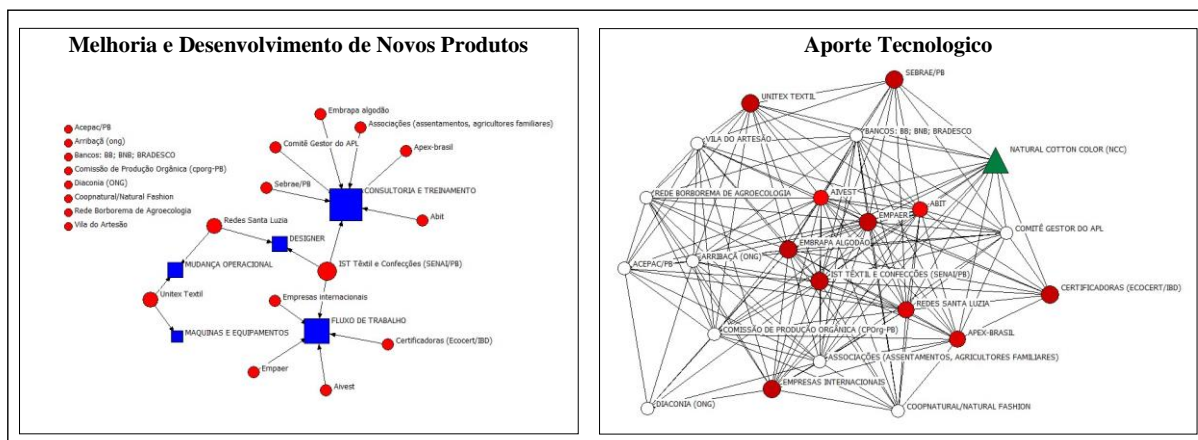 Melhoria e Desenvolvimento de Novos Produtos
Embrapa algodão
Acepac/PB
Associações (assentamentos, agricultores familiares)
Arribaçã (ong)
Comitê Gestor do APL
Bancos: BB; BNB; BRADESCO
Apex-brasil
Comissão de Produção Orgânica (cporg-PB)
Diaconia (ONG)
Sebrae/PB
CONSULTORIA E TREINAMENTO
Coopnatural/Natural Fashion
Rede Borborema de Agroecologia
Vila do Artesão
Redes Santa Luzia
Abit
DESIGNER
MUDANÇA OPERACIONAL
IST Têxtil e Confecções (SENAI/PB)
Unitex Textil
Empresas internacionais
FLUXO DE TRABALHO
MAQUINAS E EQUIPAMENTOS
Certificadoras (Ecocert/IBD)
Empaer
Aivest
Aporte Tecnologico
SEBRAE/PB
UNITEX TEXTIL
VILA DO ARTESÃO
BANCOS: BB; BNB; BRADESCO
NATURAL COTTON COLOR (NCC)
REDE BORBOREMA DE AGROECOLOGIA
AIVEST
ABIT
EMPAER
COMITÊ GESTOR DO APL
EMBRAPA ALGODÃO
ARRIBAÇÃ (ONG)
ACEPAC/PB
IST TÊXTIL E CONFECÇÕES (SENAI/PB)
CERTIFICADORAS (ECOCERT/IBD)
REDES SANTA LUZIA
COMISSÃO DE PRODUÇÃO ORGÂNICA (CPOrg-PB)
APEX-BRASIL
ASSOCIAÇÕES (ASSENTAMENTOS, AGRICULTORES FAMILIARES)
EMPRESAS INTERNACIONAIS
DIACONIA (ONG)
COOPNATURAL/NATURAL FASHION